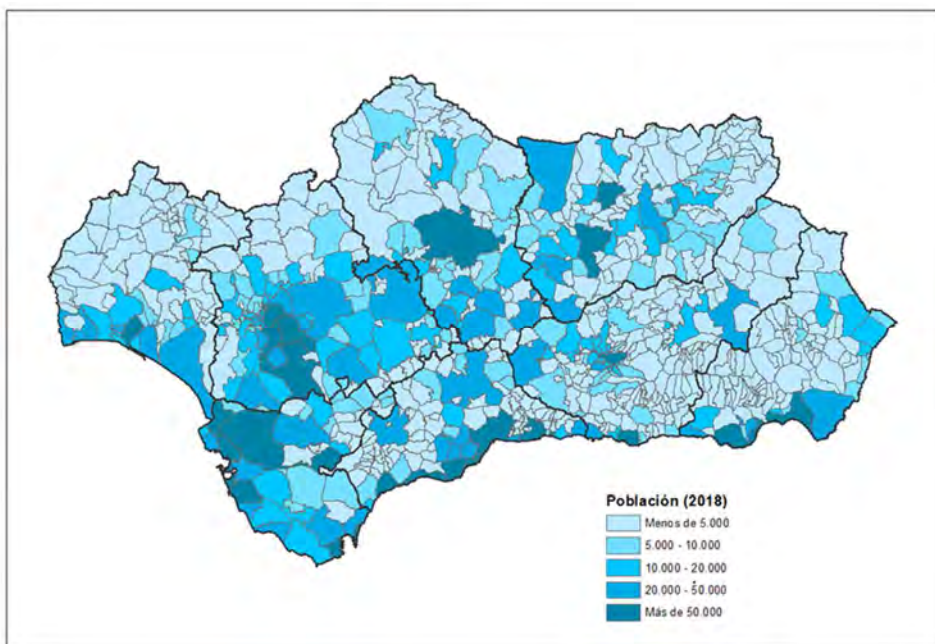 Población (2018)
Menos de 5.000
5.000 - 10.000
10.000 - 20.000
20.000 - 50.000
Más de 50.000